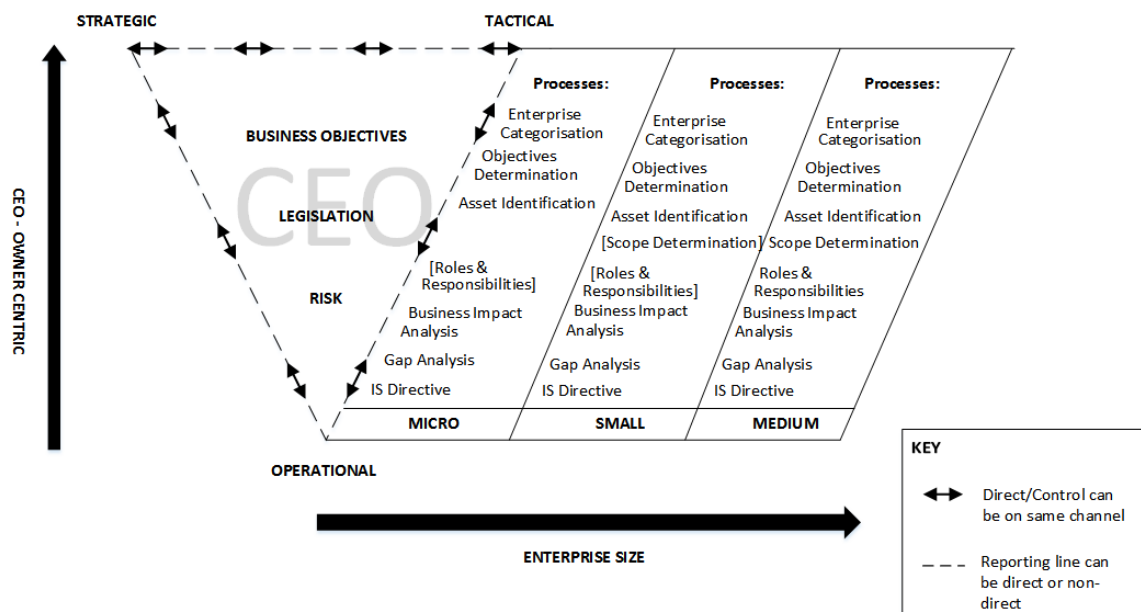 STRATEGIC
TACTICAL
CEO - OWNER CENTRIC
CEO
BUSINESS OBJECTIVES
LEGISLATION
RISK
Processes:
Enterprise
Categorisation
Objectives
Determination
Asset Identification
[Roles &
Responsibilities]
Business Impact
Analysis
Gap Analysis
IS Directive
MICRO
Processes:
Enterprise
Categorisation
Objectives
Determination
Asset Identification
[Scope Determination]
[Roles &
Responsibilities]
Business Impact
Analysis
Gap Analysis
IS Directive
SMALL
Processes:
Enterprise
Categorisation
Objectives
Determination
Asset Identification
Scope Determination
Roles &
Responsibilities
Business Impact
Analysis
Gap Analysis
IS Directive
MEDIUM
OPERATIONAL
ENTERPRISE SIZE
KEY
Direct/Control can
be on same channel
Reporting line can
be direct or non-
direct